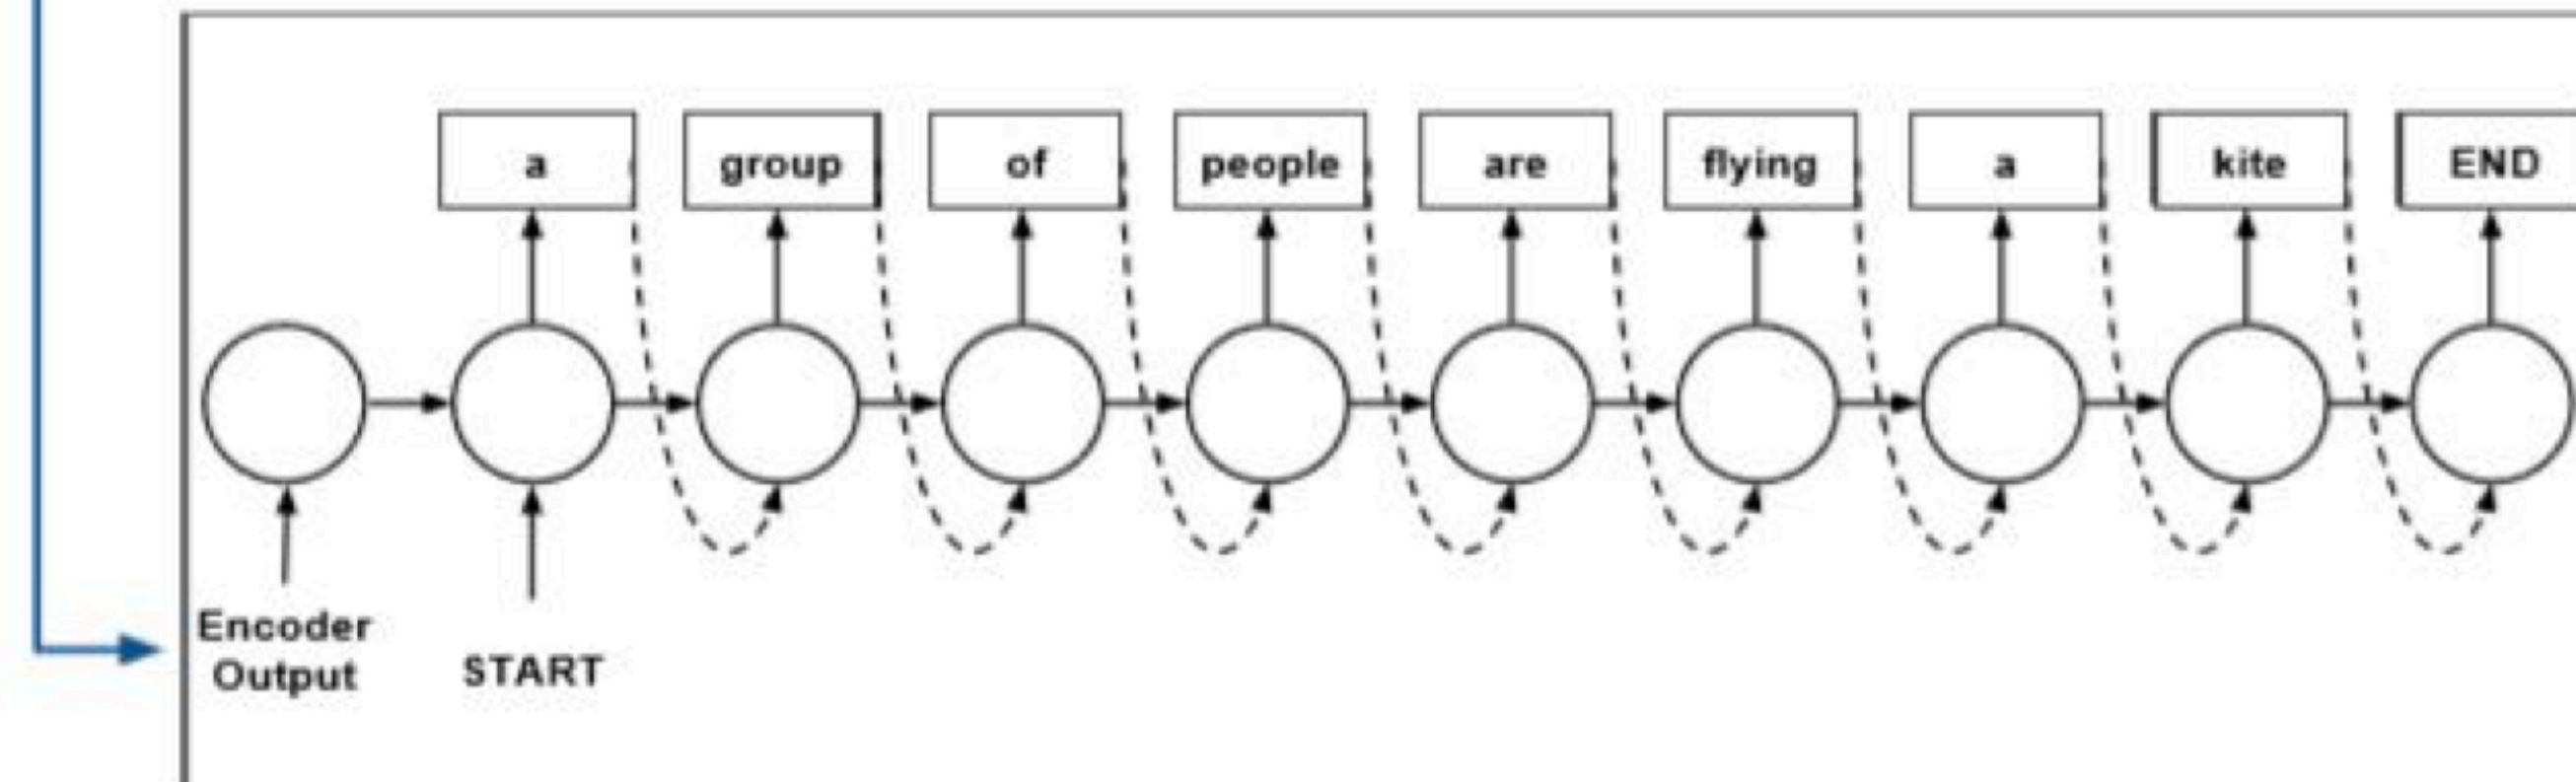 a group of people are flying a kite END
Encoder
Output
START